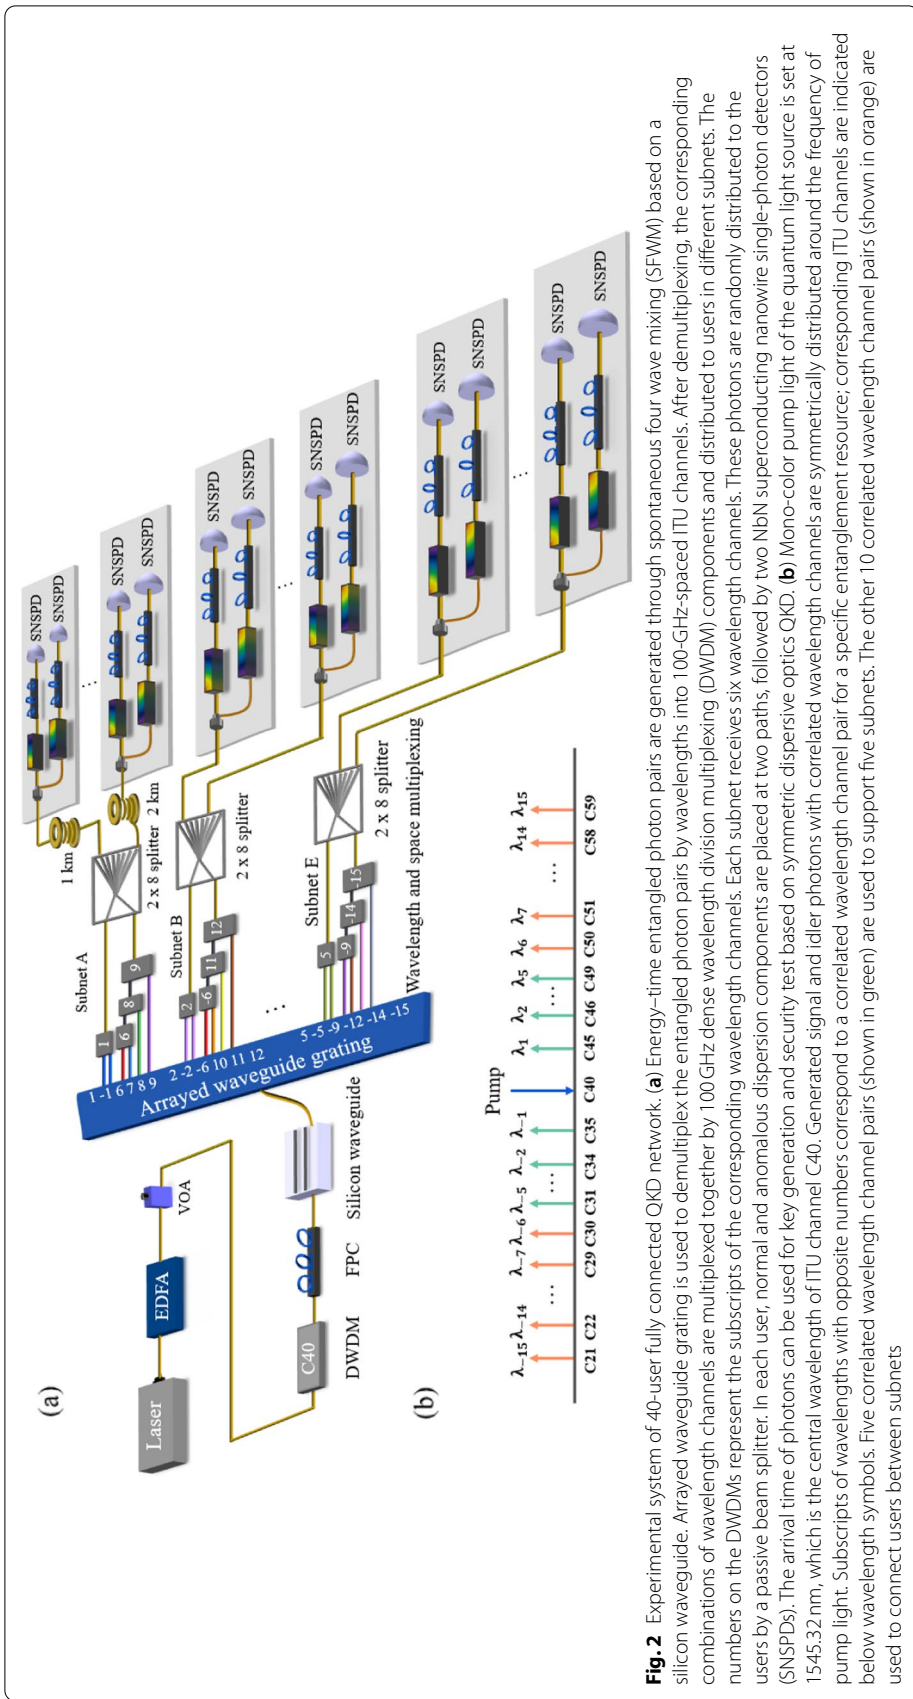 (a)
Laser
EDFA
VOA
C40
DWDM
FPC
Silicon waveguide
Arrayed waveguide grating
1 -1 6 7 8 9
2 -2 -6 10 11 12
5 -5 -9 -12 -14 -15
Subnet A
1
6
8
9
2 x 8 splitter
1 km
2 km
SNSPD
SNSPD
...
SNSPD
SNSPD
Subnet B
2
-6
11
12
2 x 8 splitter
SNSPD
SNSPD
...
SNSPD
SNSPD
...
Subnet E
5
-9
-14
-15
2 x 8 splitter
SNSPD
SNSPD
...
SNSPD
SNSPD
Wavelength and space multiplexing
(b)
Pump
λ₋₁₅ λ₋₁₄ ... λ₋₇ λ₋₆ λ₋₅ ... λ₋₂ λ₋₁ λ₁ λ₂ ... λ₅ λ₆ λ₇ ... λ₁₄ λ₁₅
C21 C22 C29 C30 C31 C34 C35 C40 C45 C46 C49 C50 C51 C58 C59
Fig. 2 Experimental system of 40-user fully connected QKD network. (a) Energy–time entangled photon pairs are generated through spontaneous four wave mixing (SFWM) based on a
silicon waveguide. Arrayed waveguide grating is used to demultiplex the entangled photon pairs by wavelengths into 100-GHz-spaced ITU channels. After demultiplexing, the corresponding
combinations of wavelength channels are multiplexed together by 100 GHz dense wavelength division multiplexing (DWDM) components and distributed to users in different subnets. The
numbers on the DWDMs represent the subscripts of the corresponding wavelength channels. Each subnet receives six wavelength channels. These photons are randomly distributed to the
users by a passive beam splitter. In each user, normal and anomalous dispersion components are placed at two paths, followed by two NbN superconducting nanowire single-photon detectors
(SNSPDs). The arrival time of photons can be used for key generation and security test based on symmetric dispersive optics QKD. (b) Mono-color pump light of the quantum light source is set at
1545.32 nm, which is the central wavelength of ITU channel C40. Generated signal and idler photons with correlated wavelength channels are symmetrically distributed around the frequency of
pump light. Subscripts of wavelengths with opposite numbers correspond to a correlated wavelength channel pair for a specific entanglement resource; corresponding ITU channels are indicated
below wavelength symbols. Five correlated wavelength channel pairs (shown in green) are used to support five subnets. The other 10 correlated wavelength channel pairs (shown in orange) are
used to connect users between subnets